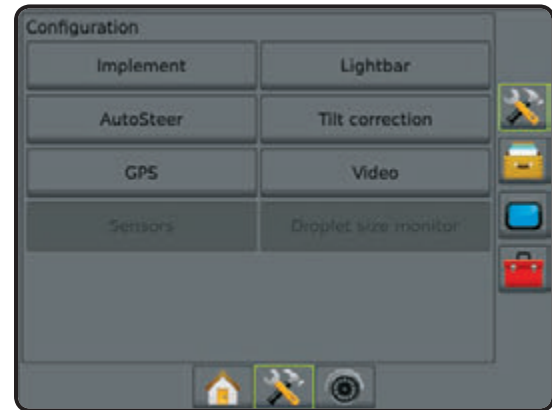 Configuration
Implement
Lightbar
AutoSteer
Tilt correction
GPS
Video
Sensors
Droplet size monitor